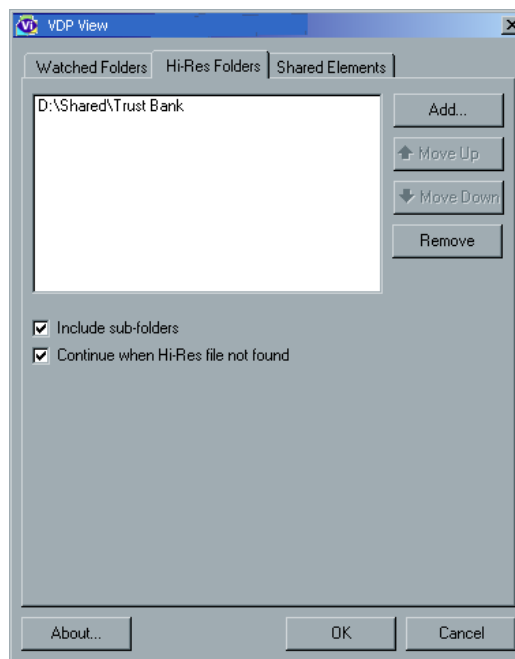 Vi VDP View
Watched Folders Hi-Res Folders Shared Elements
D:\Shared\Trust Bank
Add...
Move Up
Move Down
Remove
Include sub-folders
Continue when Hi-Res file not found
About... OK Cancel